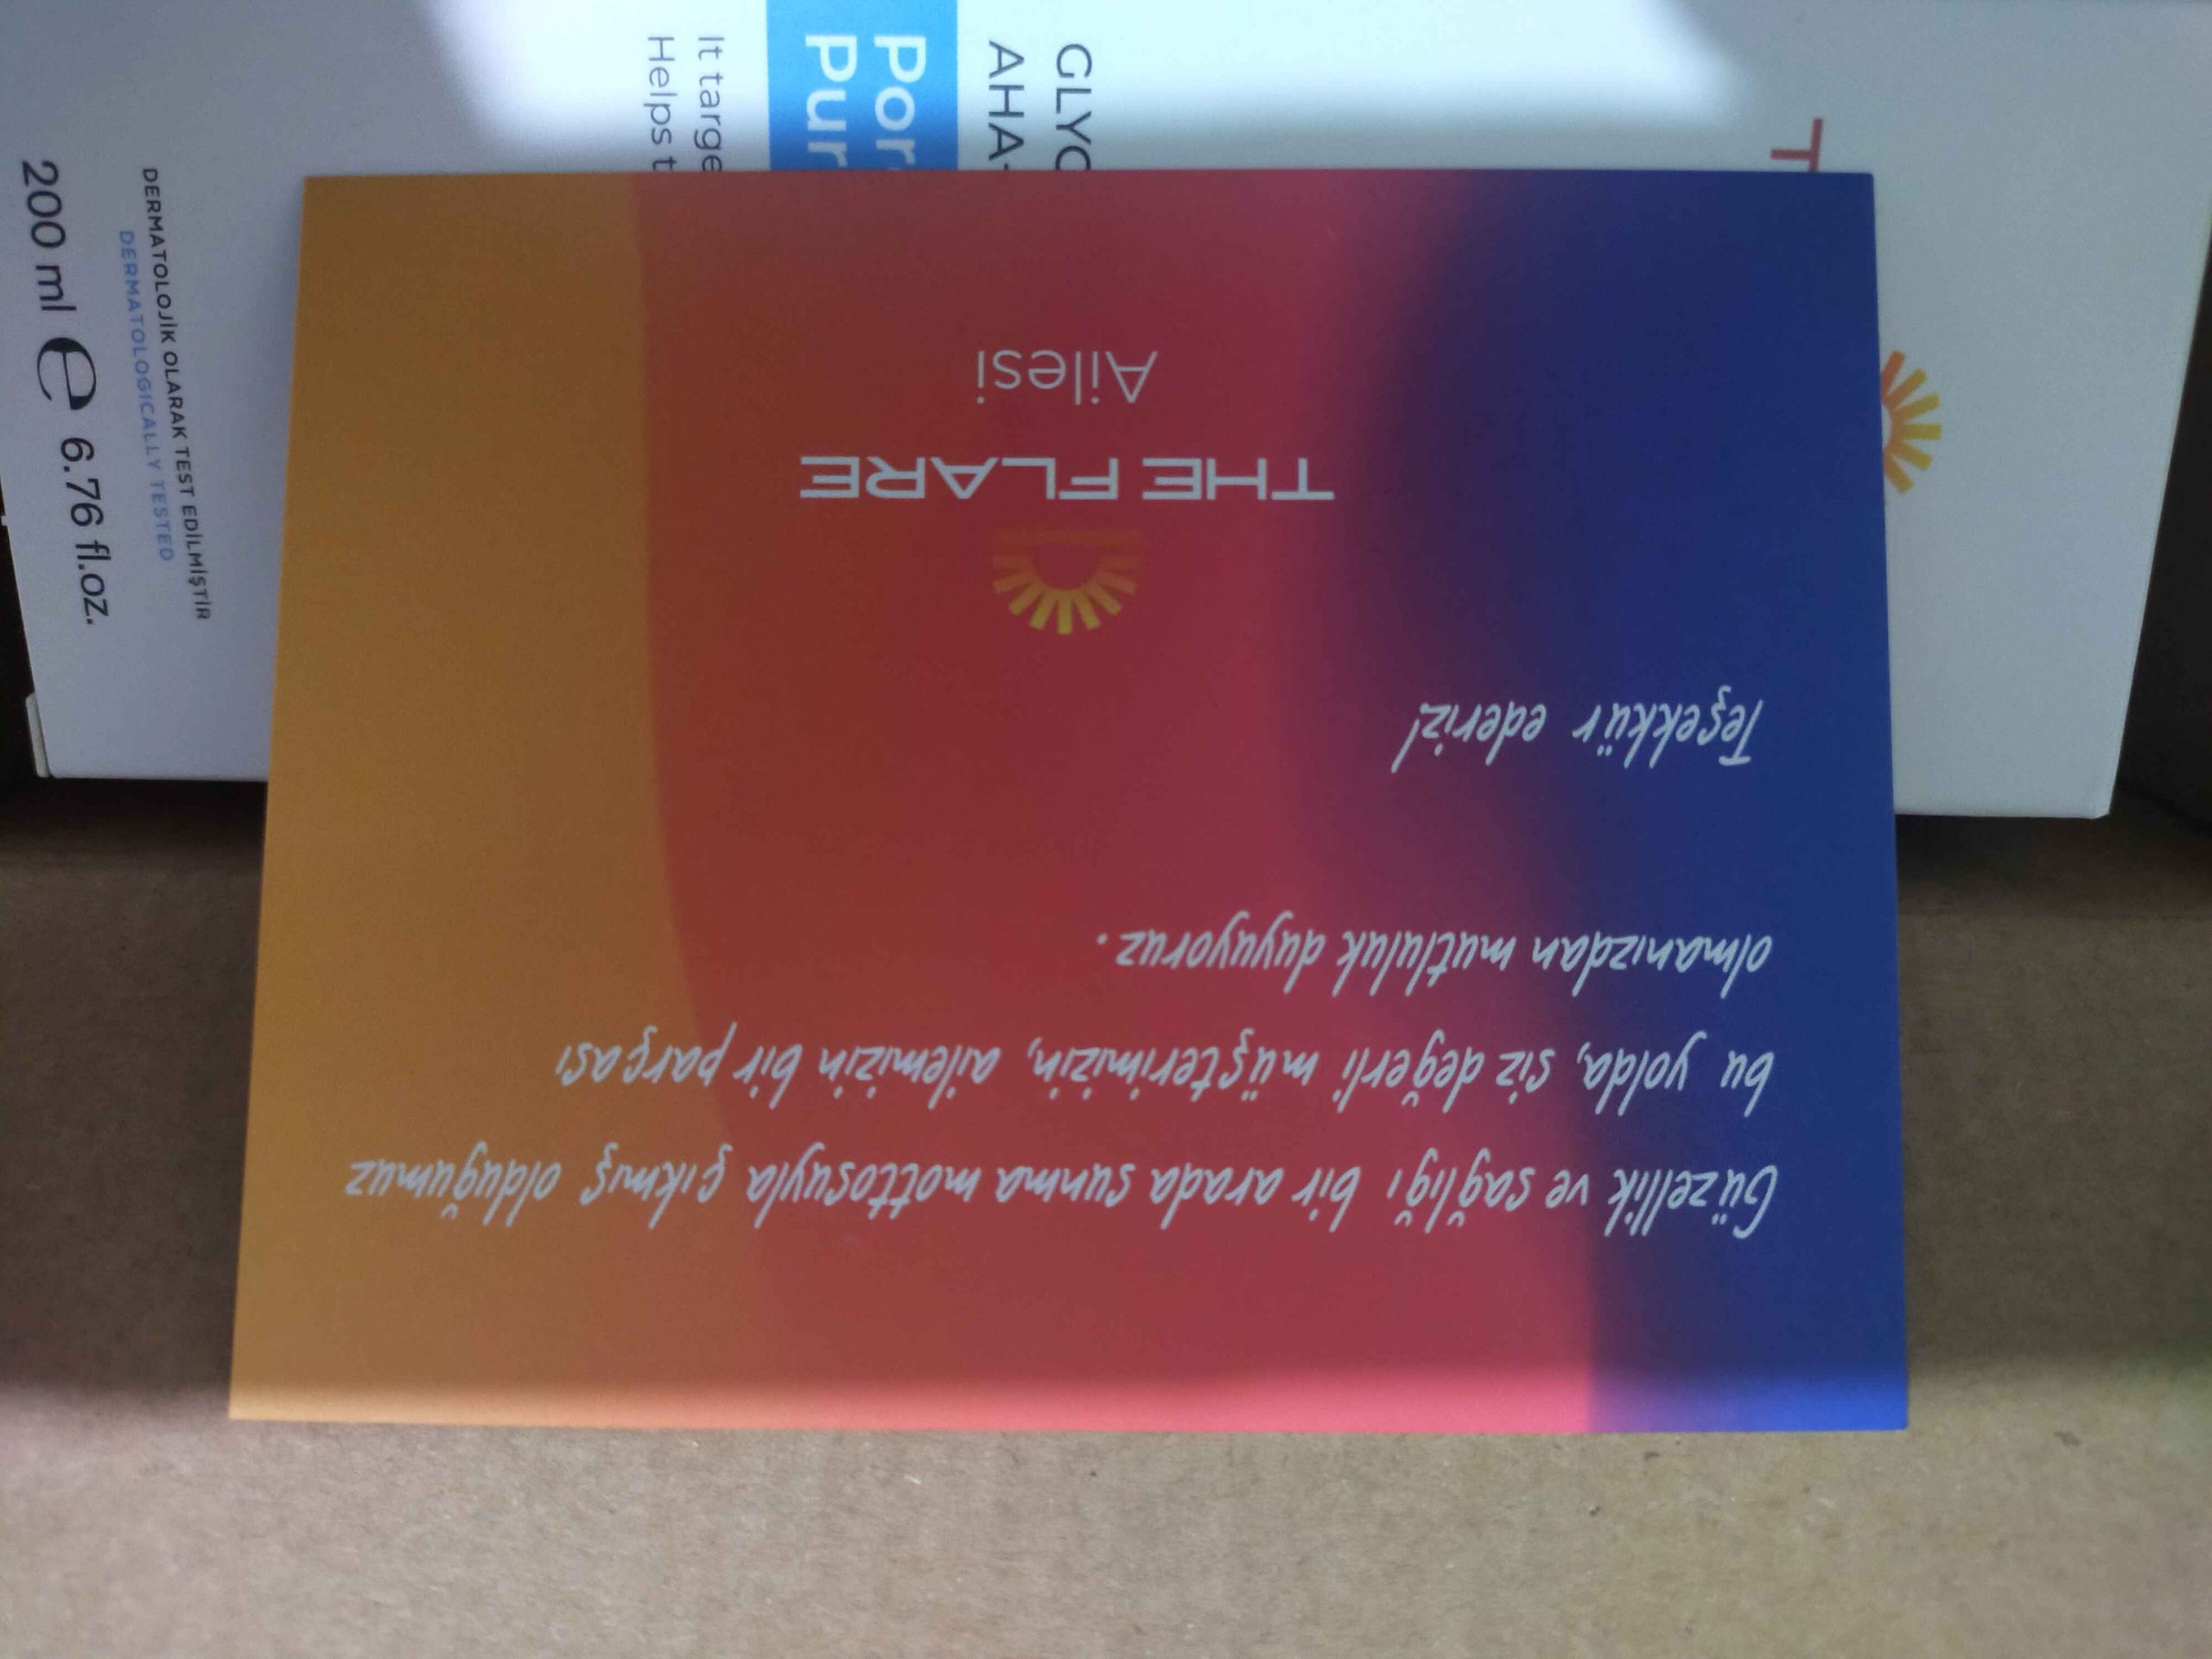 Güzellik ve sağlığı bir arada sunma mottosuyla çıkmış olduğumuz
bu yolda, siz değerli müşterimizin, ailemizin bir parçası
olmanızdan mutluluk duyuyoruz.
Teşekkür ederiz!
THE FLARE
Ailesi
T
GLYC
AHA-
Por
Pur
It targe
Helps t
DERMATOLOJİK OLARAK TEST EDİLMİŞTİR
DERMATOLOGICALLY TESTED
200 ml e 6.76 fl.oz.